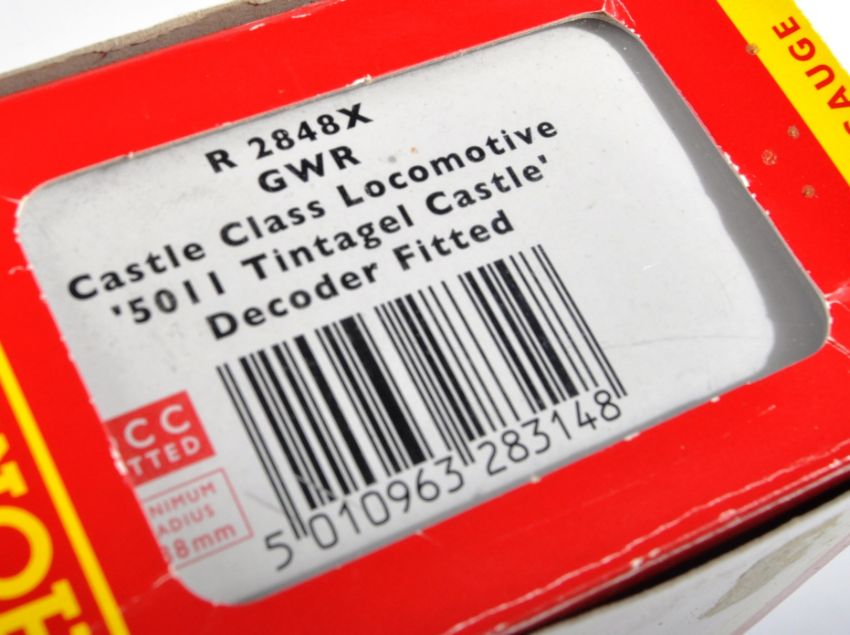 R 2848X
GWR
Castle Class Locomotive
'5011 Tintagel Castle'
Decoder Fitted
5 010963 283148